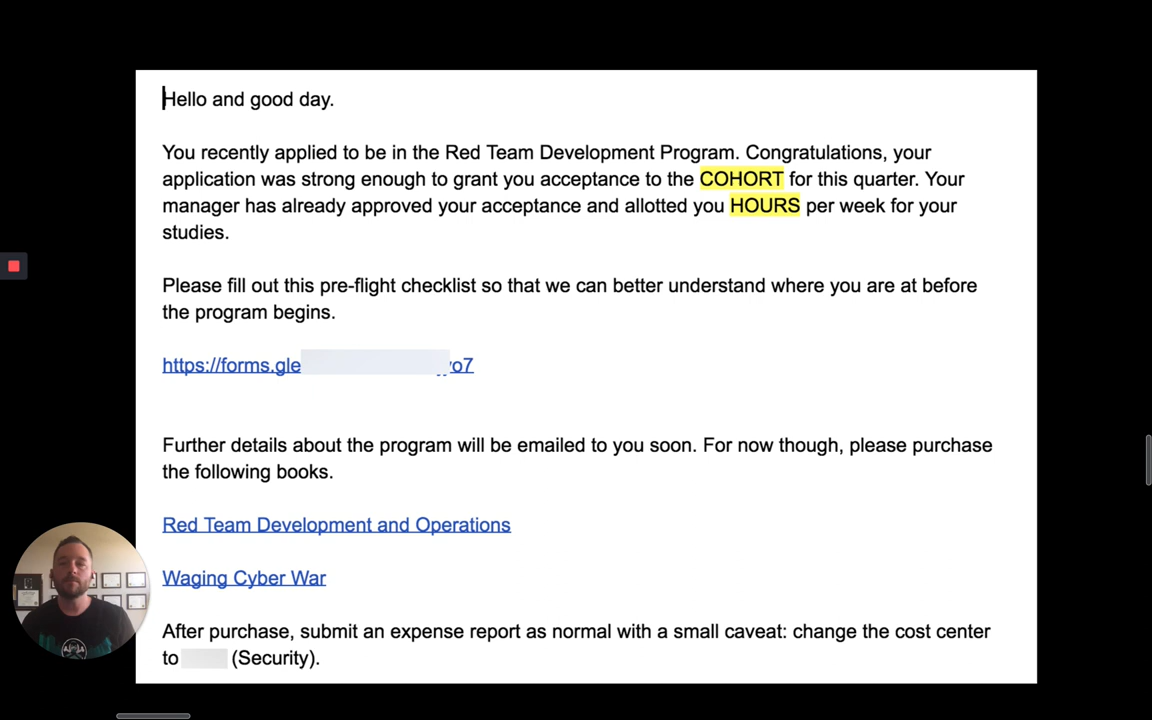 Hello and good day.
You recently applied to be in the Red Team Development Program. Congratulations, your
application was strong enough to grant you acceptance to the COHORT for this quarter. Your
manager has already approved your acceptance and allotted you HOURS per week for your
studies.
Please fill out this pre-flight checklist so that we can better understand where you are at before
the program begins.
https://forms.gle yo7
Further details about the program will be emailed to you soon. For now though, please purchase
the following books.
Red Team Development and Operations
Waging Cyber War
After purchase, submit an expense report as normal with a small caveat: change the cost center
to (Security).